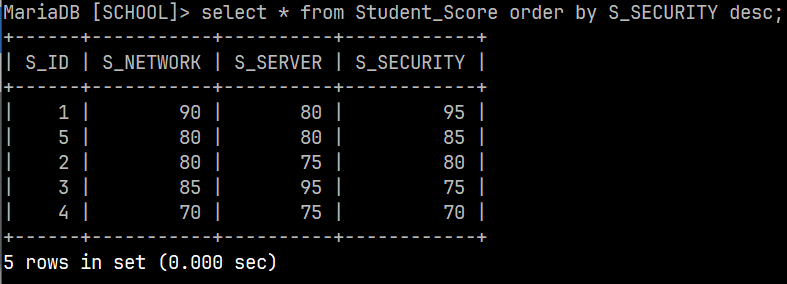 MariaDB [SCHOOL]> select * from Student_Score order by S_SECURITY desc;
+------+-----------+----------+------------+
| S_ID | S_NETWORK | S_SERVER | S_SECURITY |
+------+-----------+----------+------------+
|    1 |        90 |       80 |         95 |
|    5 |        80 |       80 |         85 |
|    2 |        80 |       75 |         80 |
|    3 |        85 |       95 |         75 |
|    4 |        70 |       75 |         70 |
+------+-----------+----------+------------+
5 rows in set (0.000 sec)